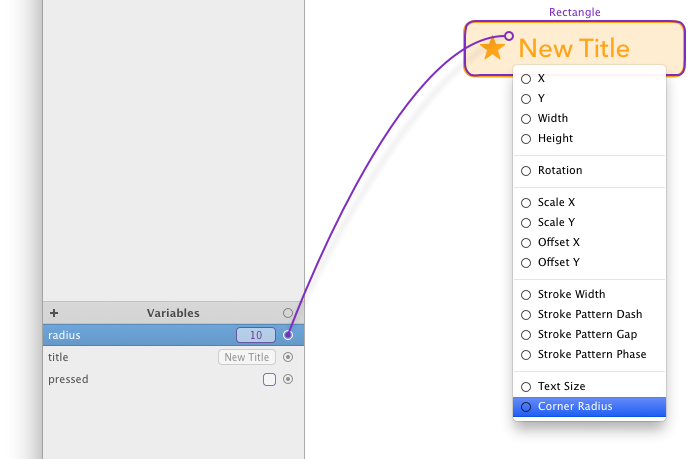 Rectangle
New Title
X
Y
Width
Height
Rotation
Scale X
Scale Y
Offset X
Offset Y
Stroke Width
Stroke Pattern Dash
Stroke Pattern Gap
Stroke Pattern Phase
Text Size
Corner Radius
+ Variables
radius 10
title New Title
pressed